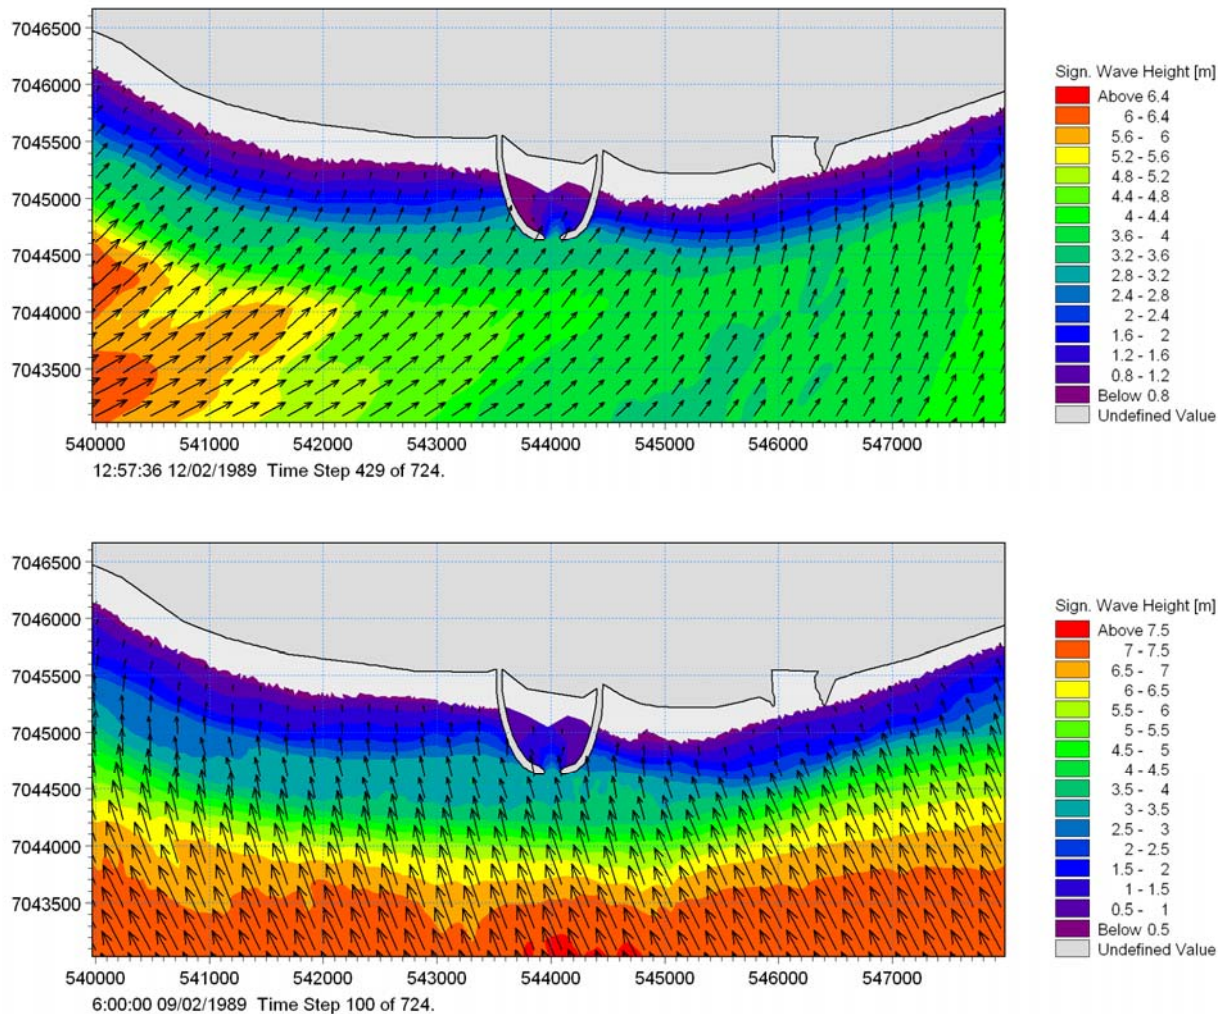 7046500
7046000
7045500
7045000
7044500
7044000
7043500
540000 541000 542000 543000 544000 545000 546000 547000
12:57:36 12/02/1989 Time Step 429 of 724.
Sign. Wave Height [m]
Above 6.4
6 - 6.4
5.6 - 6
5.2 - 5.6
4.8 - 5.2
4.4 - 4.8
4 - 4.4
3.6 - 4
3.2 - 3.6
2.8 - 3.2
2.4 - 2.8
2 - 2.4
1.6 - 2
1.2 - 1.6
0.8 - 1.2
Below 0.8
Undefined Value
7046500
7046000
7045500
7045000
7044500
7044000
7043500
540000 541000 542000 543000 544000 545000 546000 547000
6:00:00 09/02/1989 Time Step 100 of 724.
Sign. Wave Height [m]
Above 7.5
7 - 7.5
6.5 - 7
6 - 6.5
5.5 - 6
5 - 5.5
4.5 - 5
4 - 4.5
3.5 - 4
3 - 3.5
2.5 - 3
2 - 2.5
1.5 - 2
1 - 1.5
0.5 - 1
Below 0.5
Undefined Value